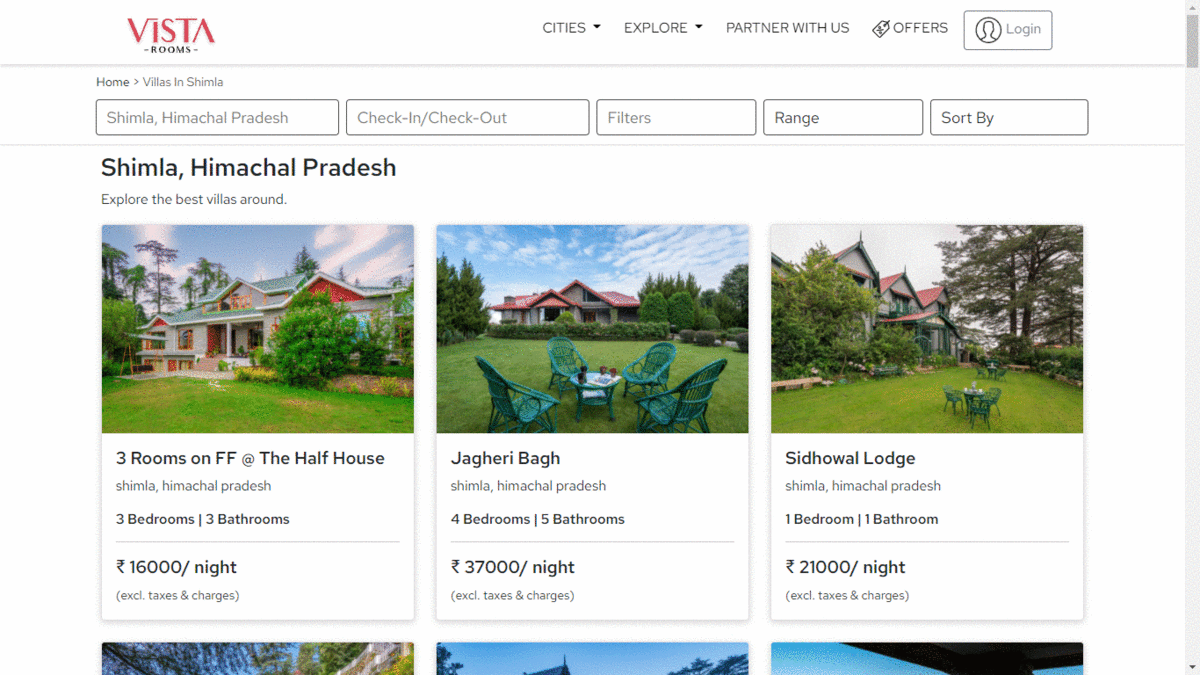 VISTA
-ROOMS-
CITIES
EXPLORE
PARTNER WITH US
OFFERS
Login
Home > Villas In Shimla
Shimla, Himachal Pradesh
Check-In/Check-Out
Filters
Range
Sort By
Shimla, Himachal Pradesh
Explore the best villas around.
3 Rooms on FF @ The Half House
shimla, himachal pradesh
3 Bedrooms | 3 Bathrooms
₹ 16000/ night
(excl. taxes & charges)
Jagheri Bagh
shimla, himachal pradesh
4 Bedrooms | 5 Bathrooms
₹ 37000/ night
(excl. taxes & charges)
Sidhowal Lodge
shimla, himachal pradesh
1 Bedroom | 1 Bathroom
₹ 21000/ night
(excl. taxes & charges)